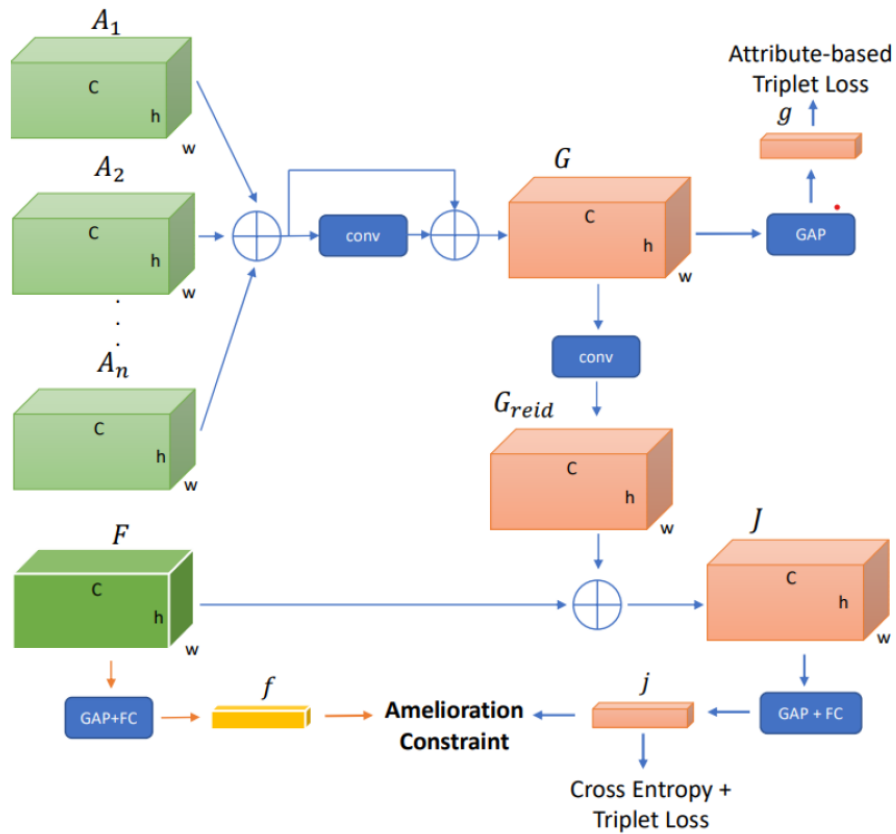 A₁
C
h
w
A₂
C
h
w
.
.
.
Aₙ
C
h
w
conv
G
C
h
w
Attribute-based
Triplet Loss
g
GAP
conv
G_reid
C
h
w
F
C
h
w
J
C
h
w
GAP+FC
f
Amelioration
Constraint
j
GAP + FC
Cross Entropy +
Triplet Loss